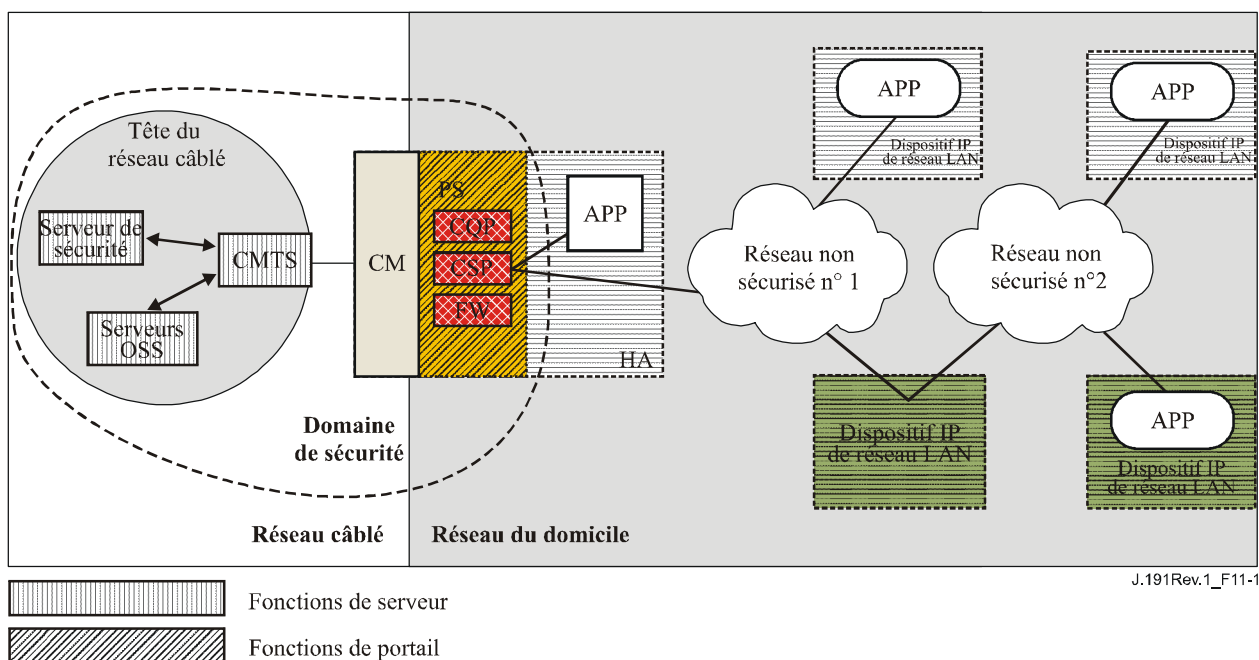 Tête du
réseau câblé
Serveur de
sécurité
CMTS
Serveurs
OSS
CM
PS
CQP
CSP
FW
APP
HA
Domaine
de sécurité
Réseau câblé
Réseau du domicile
APP
Dispositif IP
de réseau LAN
APP
Dispositif IP
de réseau LAN
Réseau non
sécurisé n° 1
Réseau non
sécurisé n°2
Dispositif IP
de réseau LAN
APP
Dispositif IP
de réseau LAN
J.191Rev.1_F11-1
Fonctions de serveur
Fonctions de portail